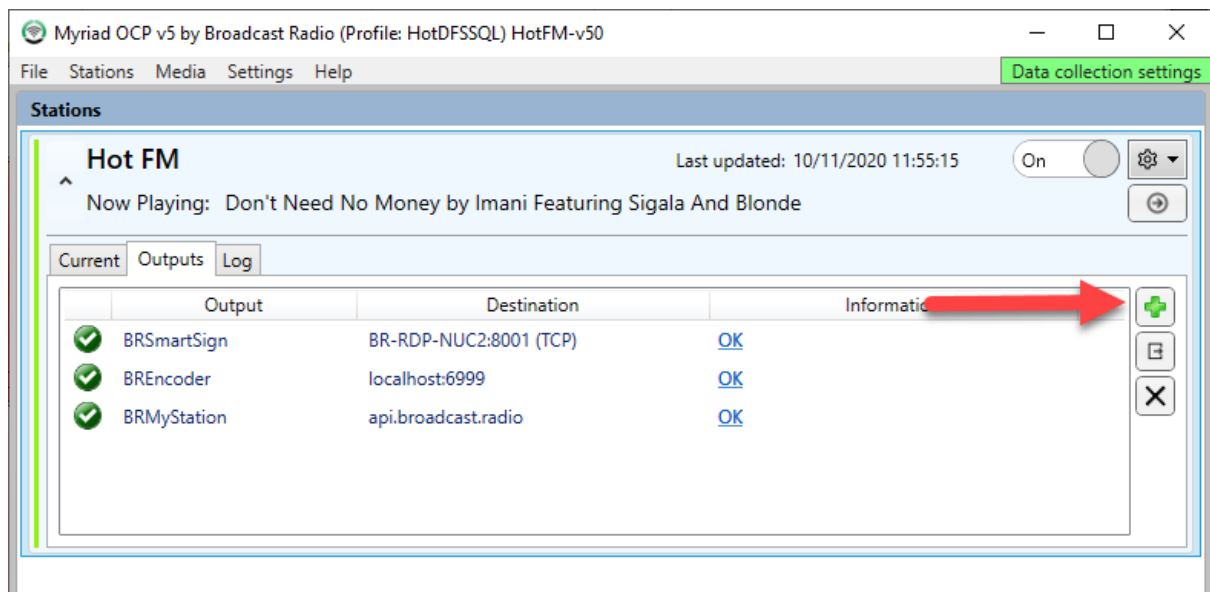 Myriad OCP v5 by Broadcast Radio (Profile: HotDFSSQL) HotFM-v50
File Stations Media Settings Help Data collection settings
Stations
Hot FM Last updated: 10/11/2020 11:55:15 On
Now Playing: Don't Need No Money by Imani Featuring Sigala And Blonde
Current Outputs Log
Output Destination
BRSmartSign BR-RDP-NUC2:8001 (TCP) OK
BREncoder localhost:6999 OK
BRMyStation api.broadcast.radio OK